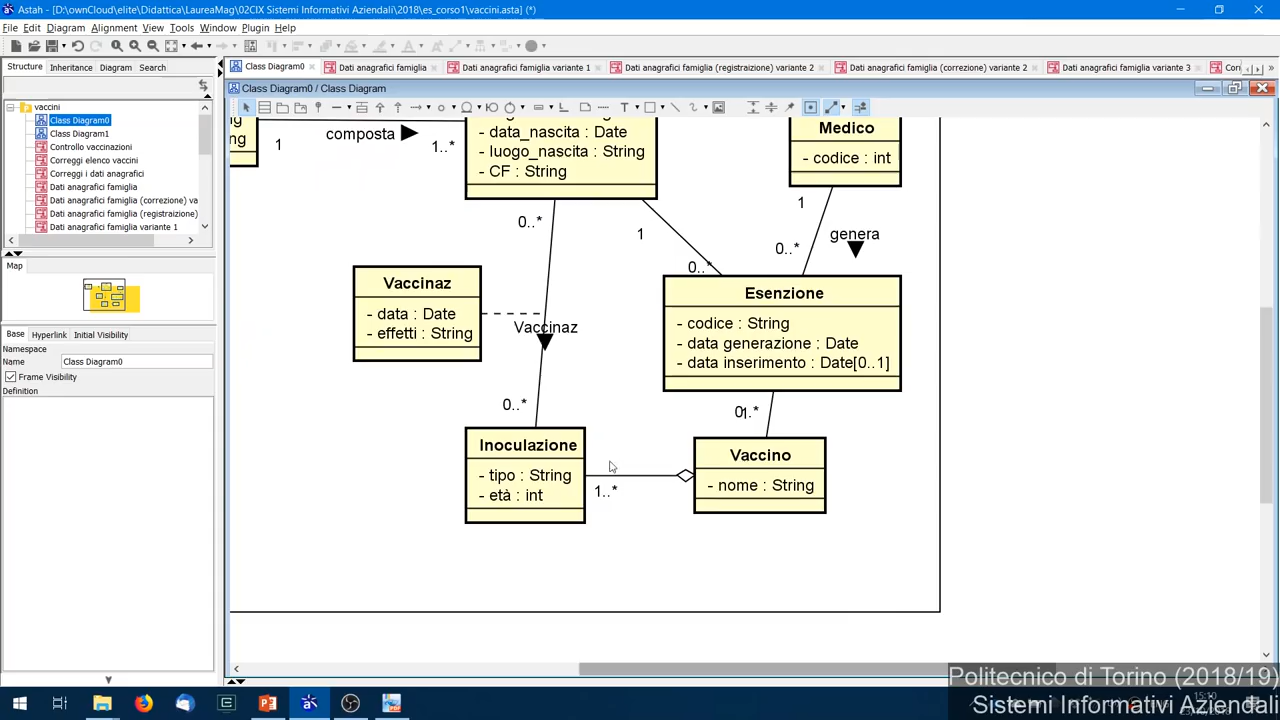 Astah - [D:\ownCloud\elite\Didattica\LaureaMag\02CIX Sistemi Informativi Aziendali\2018\es_corso1\vaccini.asta] (*)
File Edit Diagram Alignment View Tools Window Plugin Help
Structure Inheritance Diagram Search
Class Diagram0
Dati anagrafici famiglia
Dati anagrafici famiglia variante 1
Dati anagrafici famiglia (registraizione) variante 2
Dati anagrafici famiglia (correzione) variante 2
Dati anagrafici famiglia variante 3
Cor
Class Diagram0 / Class Diagram
vaccini
Class Diagram0
Class Diagram1
Controllo vaccinazioni
Correggi elenco vaccini
Correggi i dati anagrafici
Dati anagrafici famiglia
Dati anagrafici famiglia (correzione) va
Dati anagrafici famiglia (registraizione)
Dati anagrafici famiglia variante 1
Map
Base Hyperlink Initial Visibility
Namespace
Name Class Diagram0
Frame Visibility
Definition
1
composta
1..*
- data_nascita : Date
- luogo_nascita : String
- CF : String
Medico
- codice : int
0..*
1
1
0..*
genera
0..*
Vaccinaz
- data : Date
- effetti : String
Vaccinaz
Esenzione
- codice : String
- data generazione : Date
- data inserimento : Date[0..1]
0..*
Inoculazione
- tipo : String
- età : int
1..*
Vaccino
- nome : String
Politecnico di Torino (2018/19)
15:10
Sistemi Informativi Aziendali